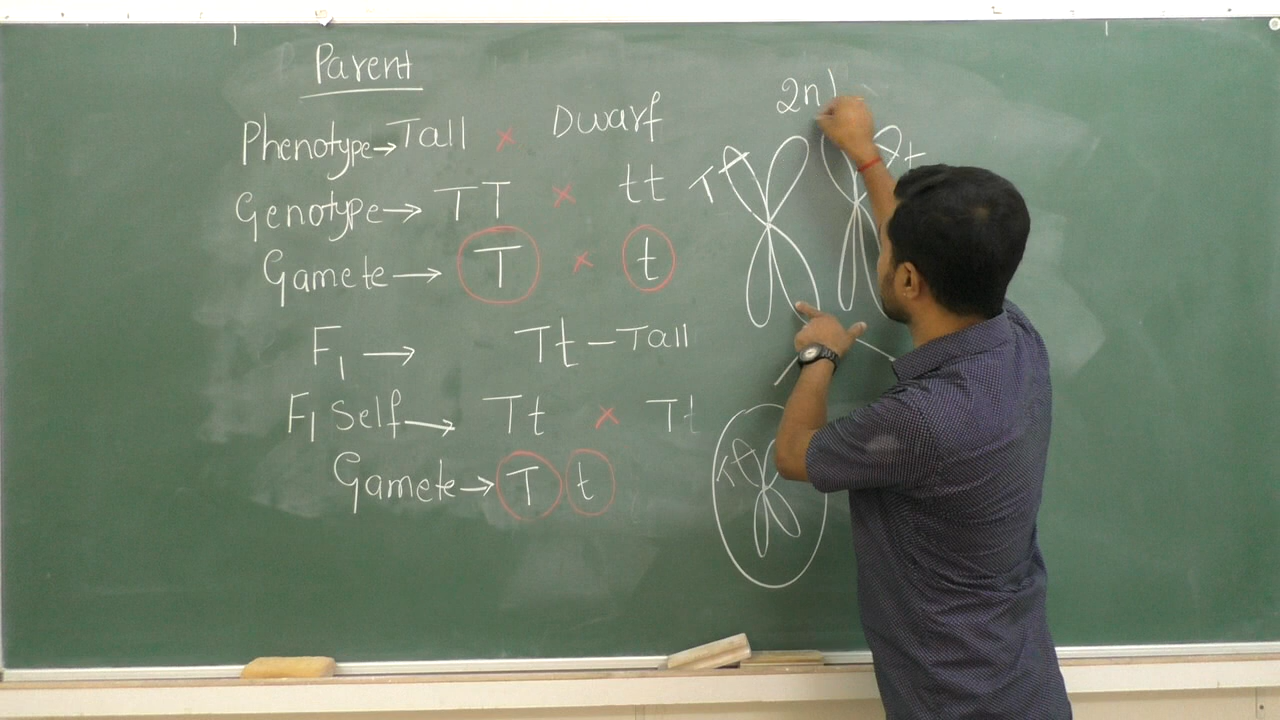 Parent
Phenotype→ Tall × Dwarf
Genotype→ TT × tt
Gamete→ T × t
F1 → Tt – Tall
F1 Self→ Tt × Tt
Gamete→ T t
2n)
T t
T